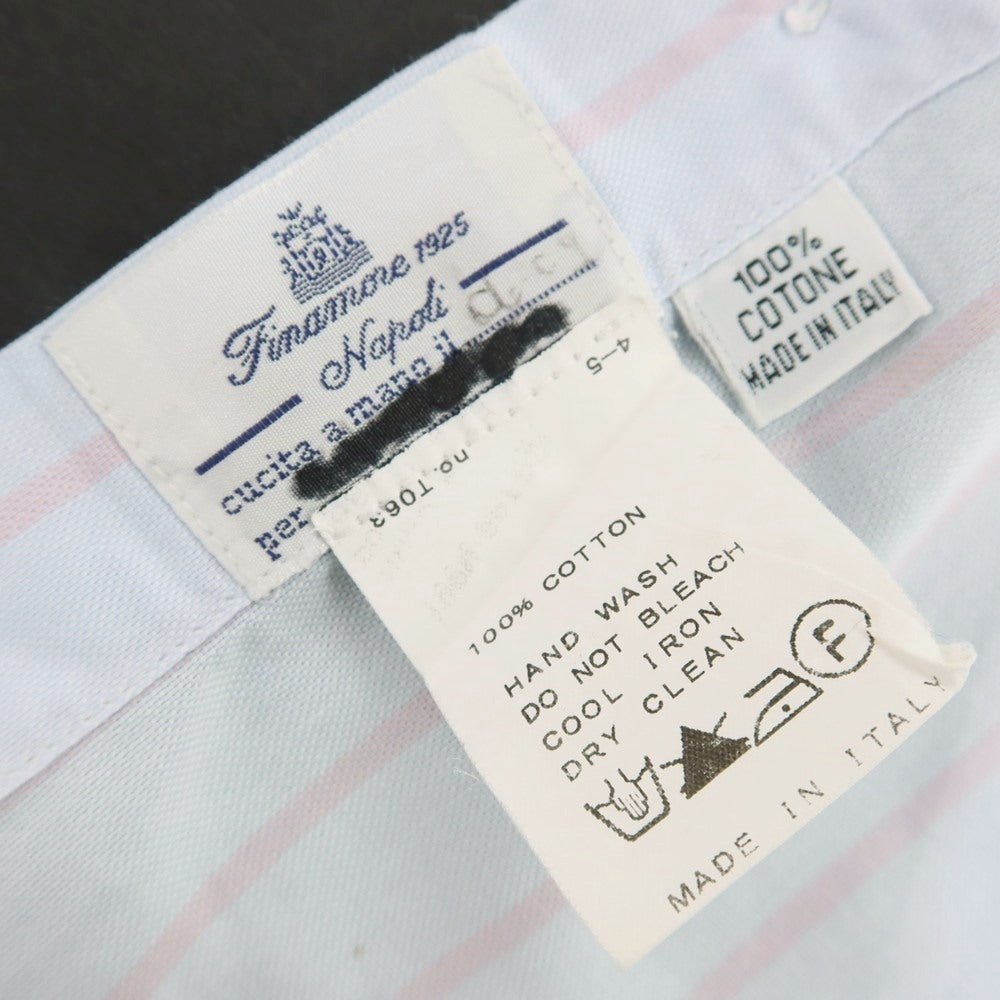 Finamore 1925
Napoli
cucita a mano il
per
100%
COTONE
MADE IN ITALY
4-5
no. T063
100% COTTON
HAND WASH
DO NOT BLEACH
COOL IRON
DRY CLEAN
F
MADE IN ITALY